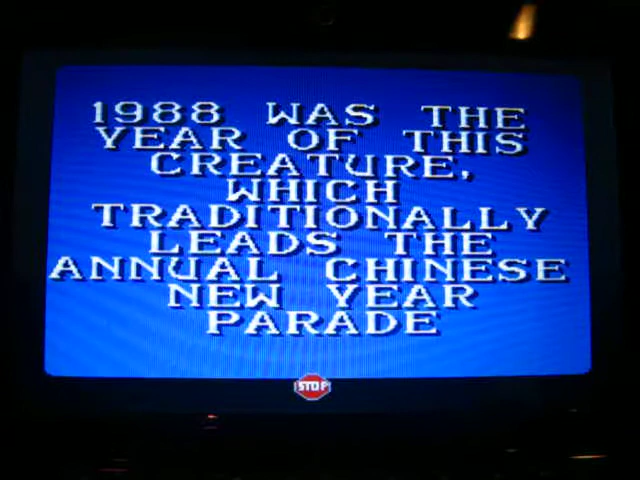 1988 WAS THE
YEAR OF THIS
CREATURE,
WHICH
TRADITIONALLY
LEADS THE
ANNUAL CHINESE
NEW YEAR
PARADE
STOP